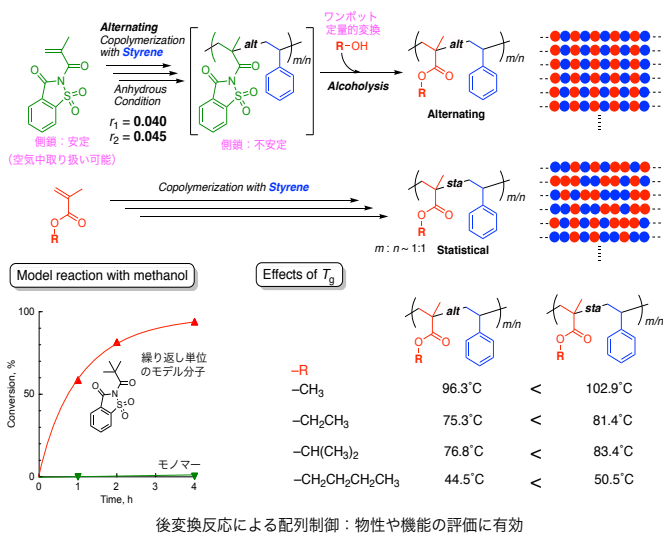 Alternating
Copolymerization
with Styrene
Anhydrous
Condition
r1 = 0.040
r2 = 0.045
側鎖：安定
（空気中取り扱い可能）
O
O
N
S
O
O
alt
m/n
O
O
N
S
O
O
側鎖：不安定
ワンポット
定量的変換
R–OH
Alcoholysis
alt
m/n
O
O
R
Alternating
O
O
R
Copolymerization with Styrene
sta
m/n
O
O
R
Statistical
m : n ~ 1:1
Model reaction with methanol
100
50
0
Conversion, %
0 1 2 3 4
Time, h
繰り返し単位
のモデル分子
O
O
N
S
O
O
モノマー
Effects of Tg
alt
m/n
O
O
R
sta
m/n
O
O
R
–R
–CH3 96.3˚C < 102.9˚C
–CH2CH3 75.3˚C < 81.4˚C
–CH(CH3)2 76.8˚C < 83.4˚C
–CH2CH2CH2CH3 44.5˚C < 50.5˚C
後変換反応による配列制御：物性や機能の評価に有効